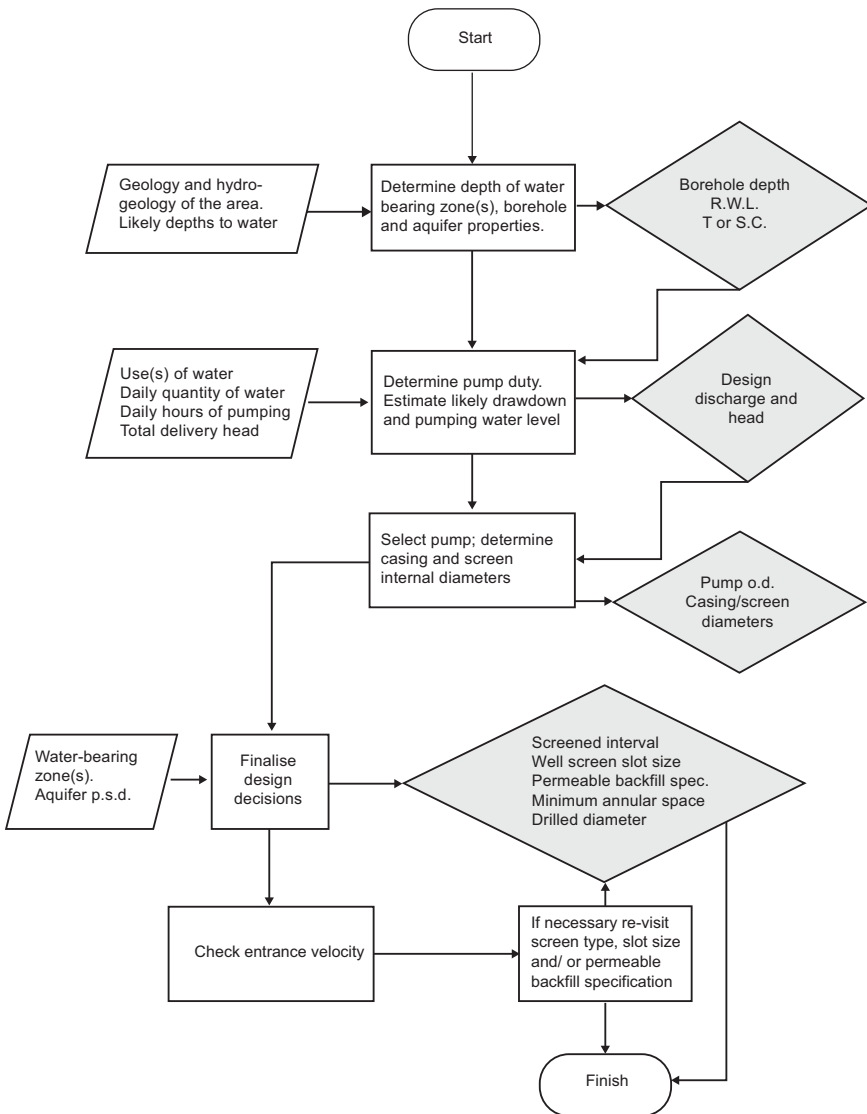 Start
Geology and hydro-
geology of the area.
Likely depths to water
Determine depth of water
bearing zone(s), borehole
and aquifer properties.
Borehole depth
R.W.L.
T or S.C.
Use(s) of water
Daily quantity of water
Daily hours of pumping
Total delivery head
Determine pump duty.
Estimate likely drawdown
and pumping water level
Design
discharge and
head
Select pump; determine
casing and screen
internal diameters
Pump o.d.
Casing/screen
diameters
Water-bearing
zone(s).
Aquifer p.s.d.
Finalise
design
decisions
Screened interval
Well screen slot size
Permeable backfill spec.
Minimum annular space
Drilled diameter
Check entrance velocity
If necessary re-visit
screen type, slot size
and/ or permeable
backfill specification
Finish